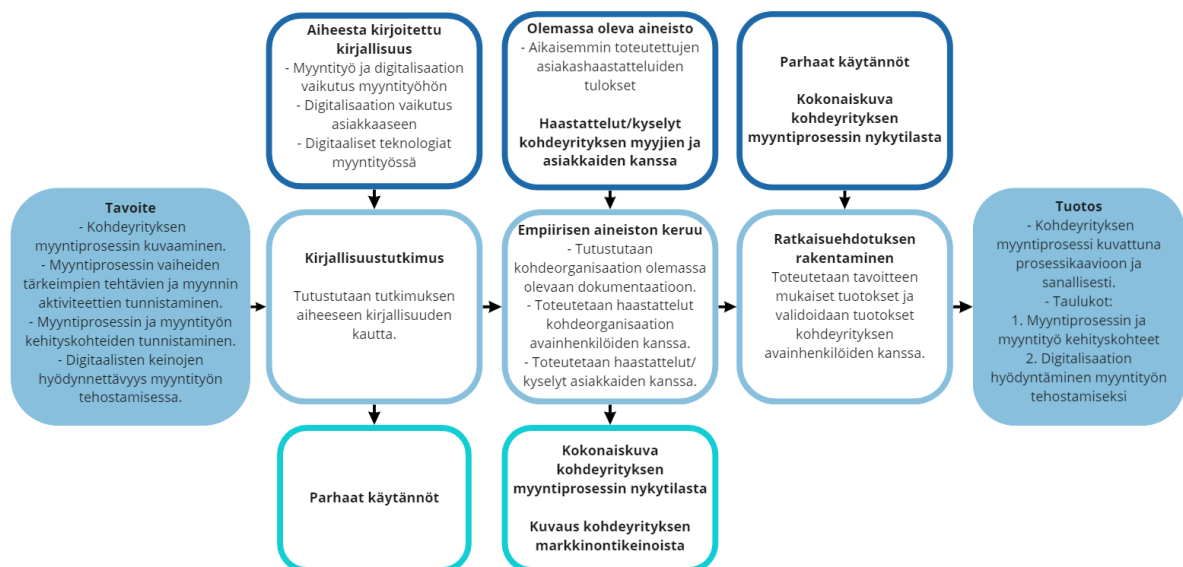 Aiheesta kirjoitettu
kirjallisuus
- Myyntityö ja digitalisaation
vaikutus myyntityöhön
- Digitalisaation vaikutus
asiakkaaseen
- Digitaaliset teknologiat
myyntityössä
Olemassa oleva aineisto
- Aikaisemmin toteutettujen
asiakashaastatteluiden
tulokset
Haastattelut/kyselyt
kohdeyrityksen myyjien ja
asiakkaiden kanssa
Parhaat käytännöt
Kokonaiskuva
kohdeyrityksen
myyntiprosessin nykytilasta
Tavoite
- Kohdeyrityksen
myyntiprosessin kuvaaminen.
- Myyntiprosessin vaiheiden
tärkeimpien tehtävien ja myynnin
aktiviteettien tunnistaminen.
- Myyntiprosessin ja myyntityön
kehityskohteiden tunnistaminen.
- Digitaalisten keinojen
hyödynnettävyys myyntityön
tehostamisessa.
Kirjallisuustutkimus
Tutustutaan tutkimuksen
aiheeseen kirjallisuuden
kautta.
Empiirisen aineiston keruu
- Tutustutaan
kohdeorganisaation olemassa
olevaan dokumentaatioon.
- Toteutetaan haastattelut
kohdeorganisaation
avainhenkilöiden kanssa.
- Toteutetaan haastattelut/
kyselyt asiakkaiden kanssa.
Ratkaisuehdotuksen
rakentaminen
Toteutetaan tavoitteen
mukaiset tuotokset ja
validoidaan tuotokset
kohdeyrityksen
avainhenkilöiden kanssa.
Tuotos
- Kohdeyrityksen
myyntiprosessi kuvattuna
prosessikaavioon ja
sanallisesti.
- Taulukot:
1. Myyntiprosessin ja
myyntityö kehityskohteet
2. Digitalisaation
hyödyntäminen myyntityön
tehostamiseksi
Parhaat käytännöt
Kokonaiskuva
kohdeyrityksen
myyntiprosessin nykytilasta
Kuvaus kohdeyrityksen
markkinontikeinoista